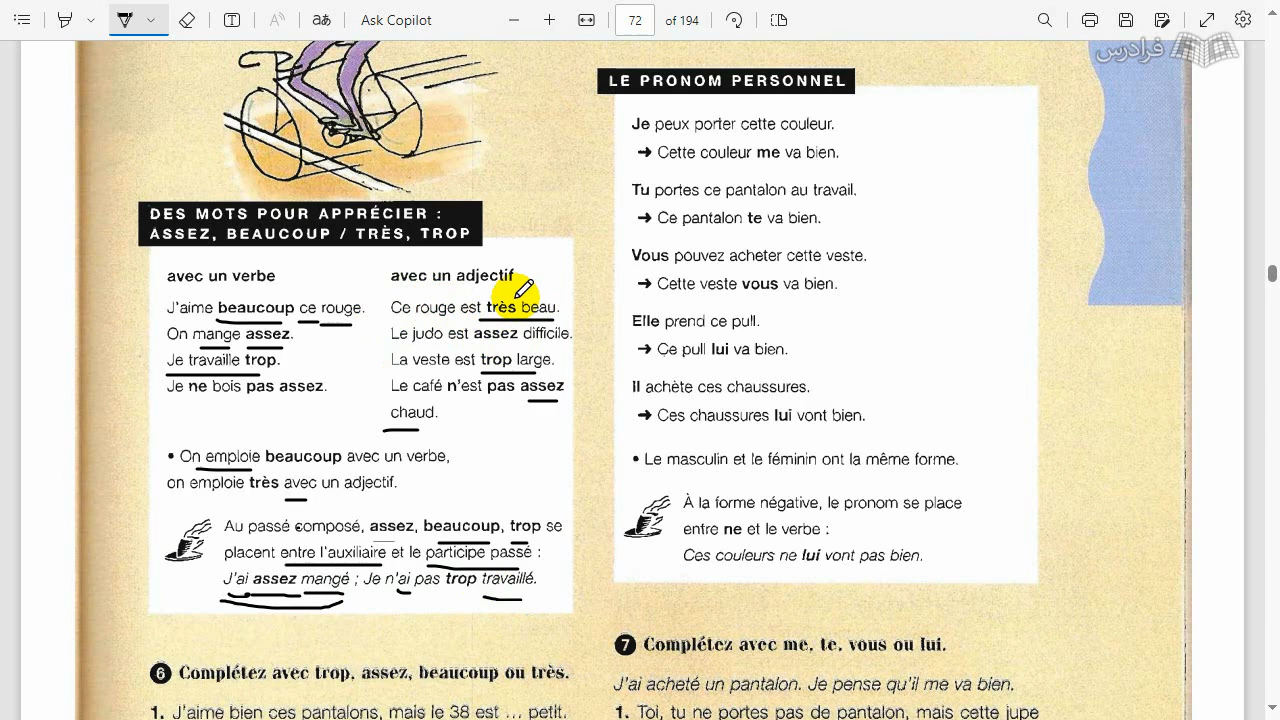 Ask Copilot
72 of 194
فرادرس
DES MOTS POUR APPRÉCIER :
ASSEZ, BEAUCOUP / TRÈS, TROP
avec un verbe
J'aime beaucoup ce rouge.
On mange assez.
Je travaille trop.
Je ne bois pas assez.
avec un adjectif
Ce rouge est très beau.
Le judo est assez difficile.
La veste est trop large.
Le café n'est pas assez
chaud.
• On emploie beaucoup avec un verbe,
on emploie très avec un adjectif.
Au passé composé, assez, beaucoup, trop se
placent entre l'auxiliaire et le participe passé :
J'ai assez mangé ; Je n'ai pas trop travaillé.
6 Complétez avec trop, assez, beaucoup ou très.
1. J'aime bien ces pantalons, mais le 38 est ... petit.
LE PRONOM PERSONNEL
Je peux porter cette couleur.
➜ Cette couleur me va bien.
Tu portes ce pantalon au travail.
➜ Ce pantalon te va bien.
Vous pouvez acheter cette veste.
➜ Cette veste vous va bien.
Elle prend ce pull.
➜ Ce pull lui va bien.
Il achète ces chaussures.
➜ Ces chaussures lui vont bien.
• Le masculin et le féminin ont la même forme.
À la forme négative, le pronom se place
entre ne et le verbe :
Ces couleurs ne lui vont pas bien.
7 Complétez avec me, te, vous ou lui.
J'ai acheté un pantalon. Je pense qu'il me va bien.
1. Toi, tu ne portes pas de pantalon, mais cette jupe